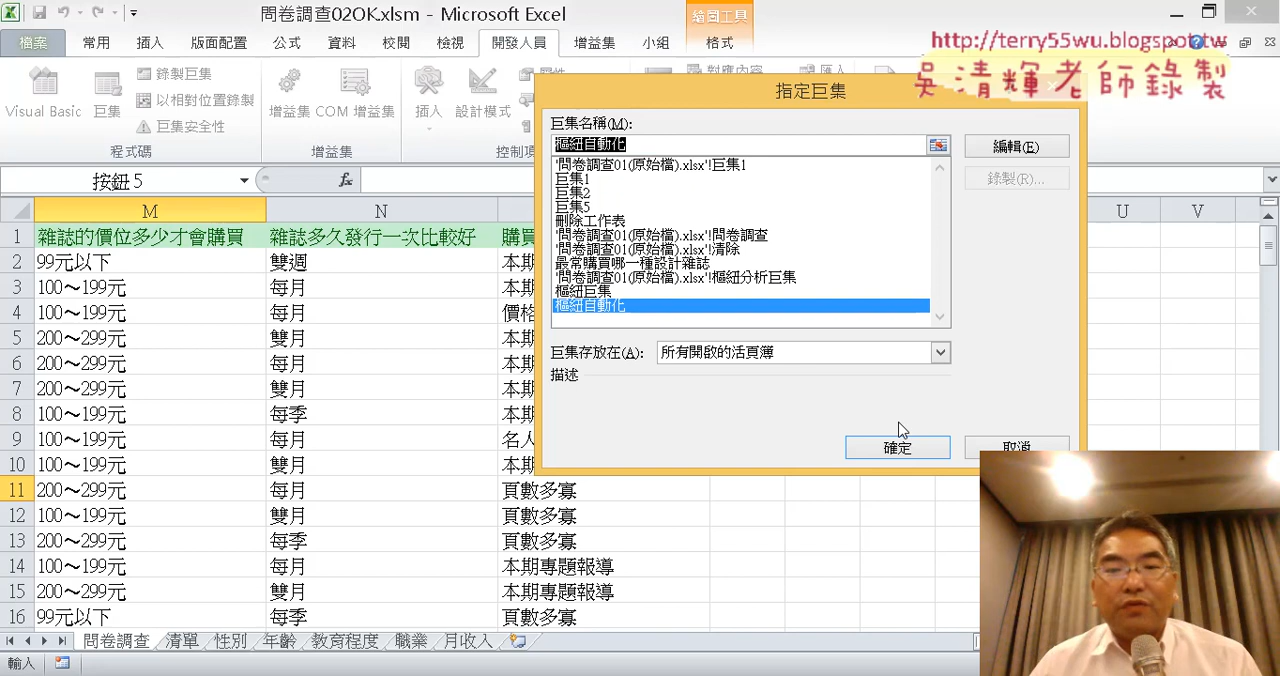 問卷調查02OK.xlsm - Microsoft Excel
繪圖工具
檔案 常用 插入 版面配置 公式 資料 校閱 檢視 開發人員 增益集 小組 格式
http://terry55wu.blogspot.tw
吳清輝老師錄製
Visual Basic
巨集
錄製巨集
以相對位置錄製
巨集安全性
程式碼
增益集 COM 增益集
增益集
插入 設計模式
控制項
指定巨集
巨集名稱(M):
樞紐自動化
'問卷調查01(原始檔).xlsx'!巨集1
巨集1
巨集2
巨集5
刪除工作表
'問卷調查01(原始檔).xlsx'!問卷調查
'問卷調查01(原始檔).xlsx'!清除
最常購買哪一種設計雜誌
'問卷調查01(原始檔).xlsx'!樞紐分析巨集
樞紐巨集
樞紐自動化
編輯(E)
錄製(R)...
巨集存放在(A): 所有開啟的活頁簿
描述
確定
取消
按鈕 5
fx
M N U V
1 雜誌的價位多少才會購買 雜誌多久發行一次比較好 購買
2 99元以下 雙週 本期
3 100～199元 每月 本期
4 100～199元 每月 價格
5 200～299元 雙月 本期
6 200～299元 每月 本期
7 200～299元 雙月 本期
8 100～199元 每季 本期
9 100～199元 每月 名人
10 100～199元 雙月 本期
11 200～299元 每月 頁數多寡
12 100～199元 雙月 頁數多寡
13 200～299元 每季 頁數多寡
14 100～199元 每月 本期專題報導
15 200～299元 雙月 本期專題報導
16 99元以下 每季 頁數多寡
問卷調查 清單 性別 年齡 教育程度 職業 月收入
輸入